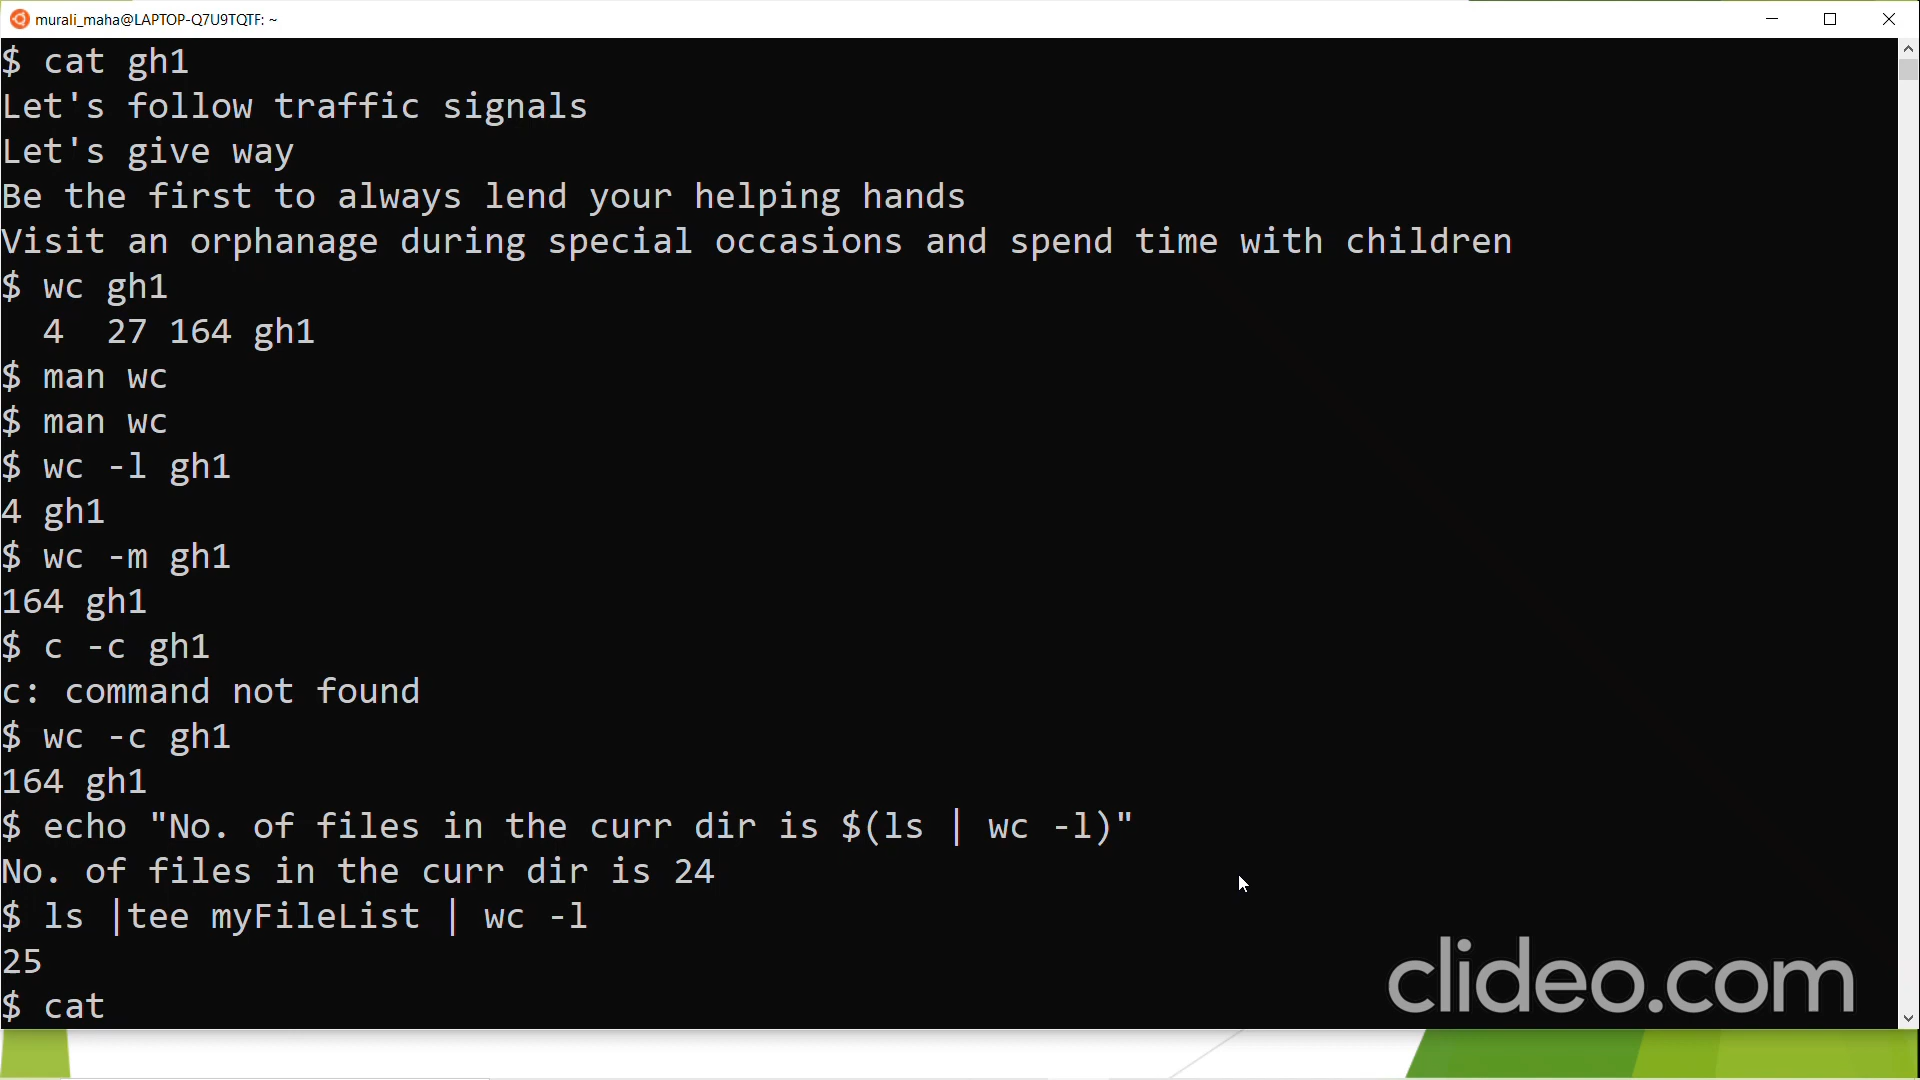 murali_maha@LAPTOP-Q7U9TQTF: ~
$ cat gh1
Let's follow traffic signals
Let's give way
Be the first to always lend your helping hands
Visit an orphanage during special occasions and spend time with children
$ wc gh1
  4  27 164 gh1
$ man wc
$ man wc
$ wc -l gh1
4 gh1
$ wc -m gh1
164 gh1
$ c -c gh1
c: command not found
$ wc -c gh1
164 gh1
$ echo "No. of files in the curr dir is $(ls | wc -l)"
No. of files in the curr dir is 24
$ ls |tee myFileList | wc -l
25
$ cat
clideo.com